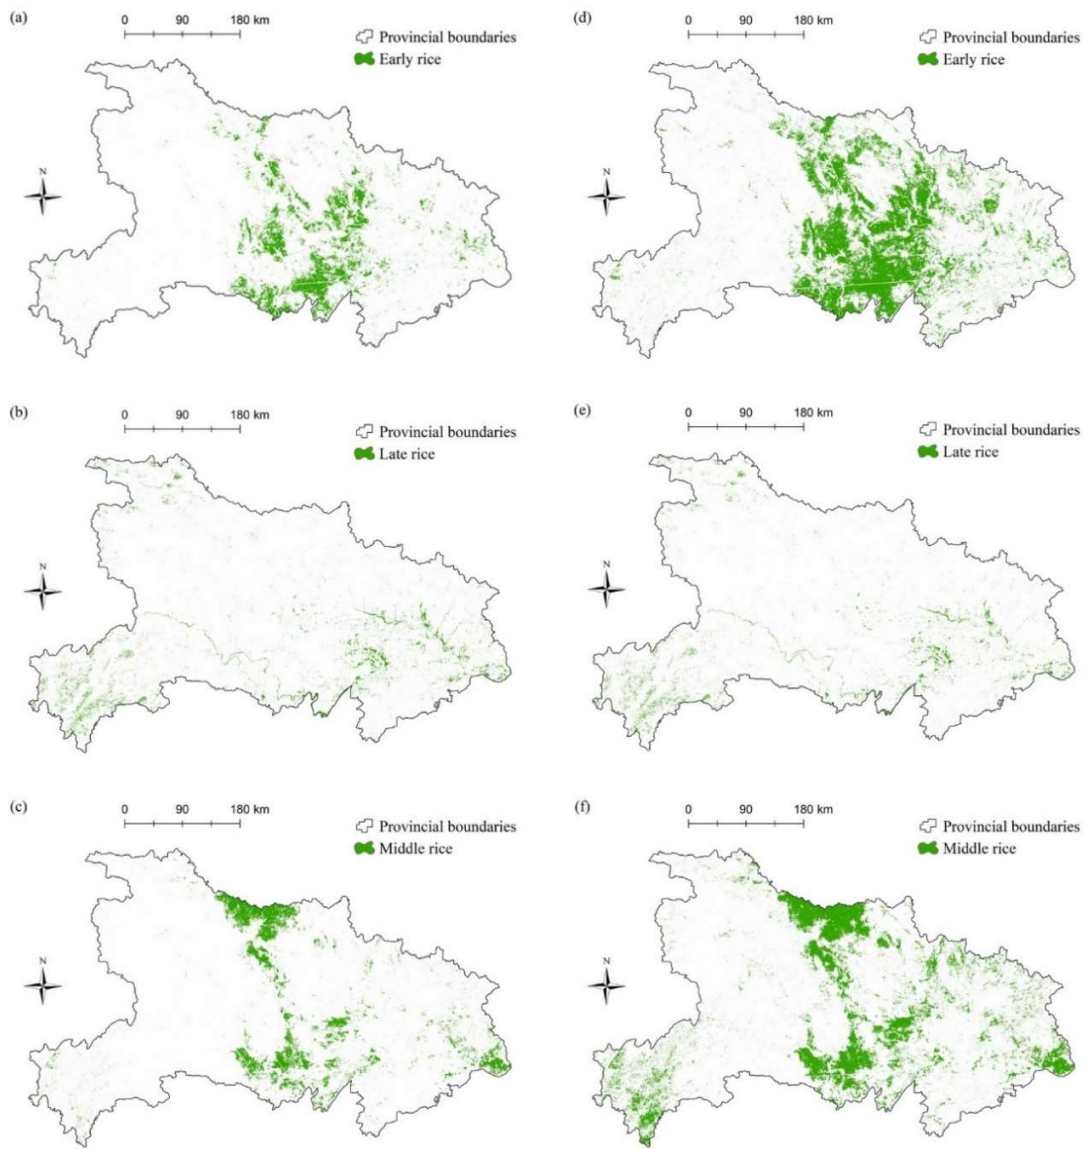 (a)
0 90 180 km
Provincial boundaries
Early rice
N
(d)
0 90 180 km
Provincial boundaries
Early rice
N
(b)
0 90 180 km
Provincial boundaries
Late rice
N
(e)
0 90 180 km
Provincial boundaries
Late rice
N
(c)
0 90 180 km
Provincial boundaries
Middle rice
N
(f)
0 90 180 km
Provincial boundaries
Middle rice
N